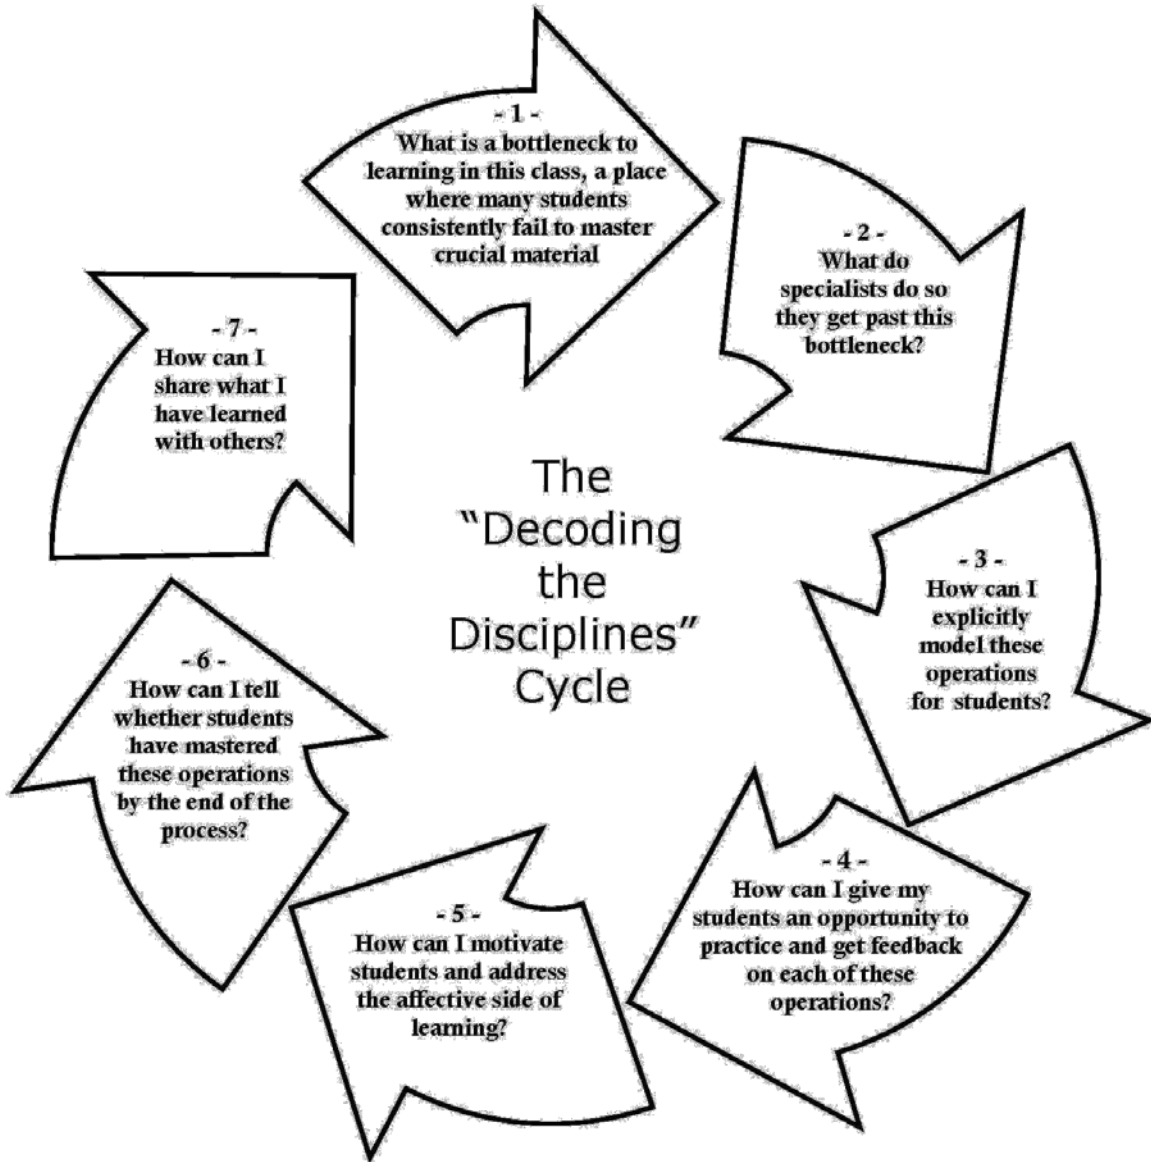 - 1 -
What is a bottleneck to
learning in this class, a place
where many students
consistently fail to master
crucial material
- 2 -
What do
specialists do so
they get past this
bottleneck?
- 3 -
How can I
explicitly
model these
operations
for students?
- 4 -
How can I give my
students an opportunity to
practice and get feedback
on each of these
operations?
- 5 -
How can I motivate
students and address
the affective side of
learning?
- 6 -
How can I tell
whether students
have mastered
these operations
by the end of the
process?
- 7 -
How can I
share what I
have learned
with others?
The
“Decoding
the
Disciplines”
Cycle